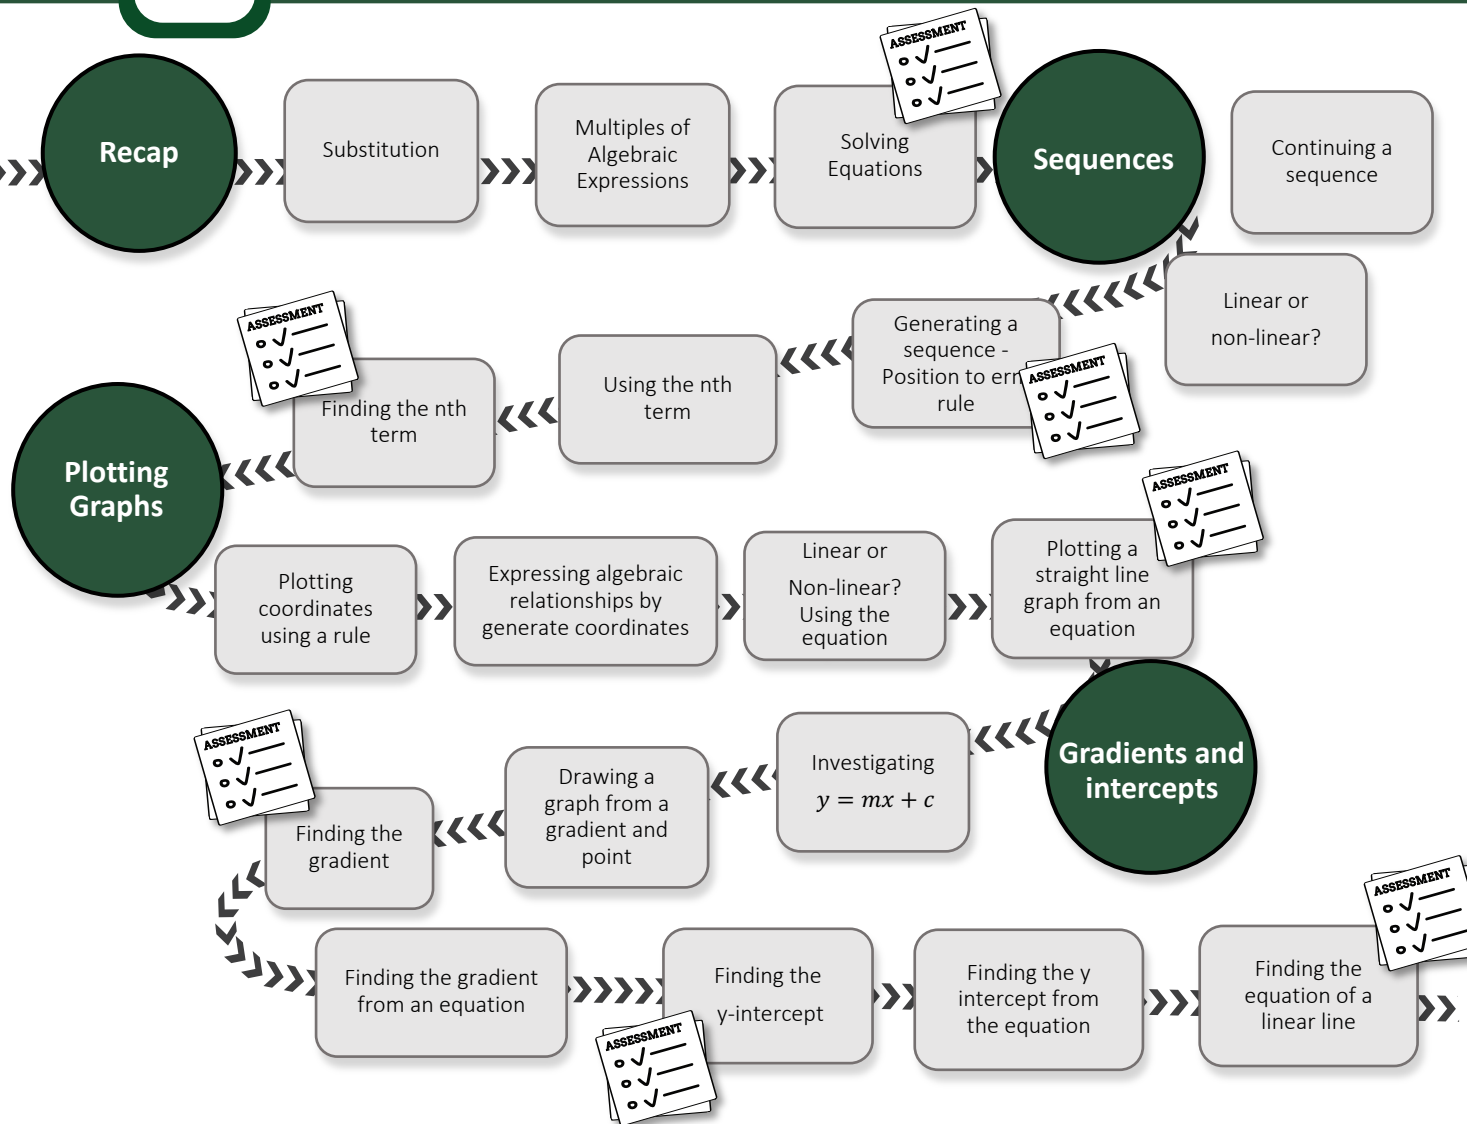 Recap
Substitution
Multiples of
Algebraic
Expressions
Solving
Equations
ASSESSMENT
Sequences
Continuing a
sequence
Linear or
non-linear?
Generating a
sequence -
Position to erm
rule
ASSESSMENT
Using the nth
term
Finding the nth
term
ASSESSMENT
Plotting
Graphs
Plotting
coordinates
using a rule
Expressing algebraic
relationships by
generate coordinates
Linear or
Non-linear?
Using the
equation
Plotting a
straight line
graph from an
equation
ASSESSMENT
Gradients and
intercepts
Investigating
y = mx + c
Drawing a
graph from a
gradient and
point
Finding the
gradient
ASSESSMENT
Finding the gradient
from an equation
Finding the
y-intercept
ASSESSMENT
Finding the y
intercept from
the equation
Finding the
equation of a
linear line
ASSESSMENT